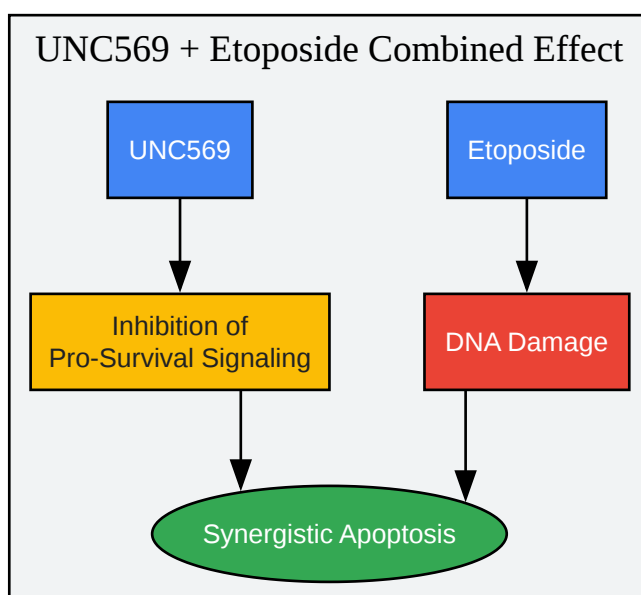 UNC569 + Etoposide Combined Effect
UNC569
Etoposide
Inhibition of
Pro-Survival Signaling
DNA Damage
Synergistic Apoptosis